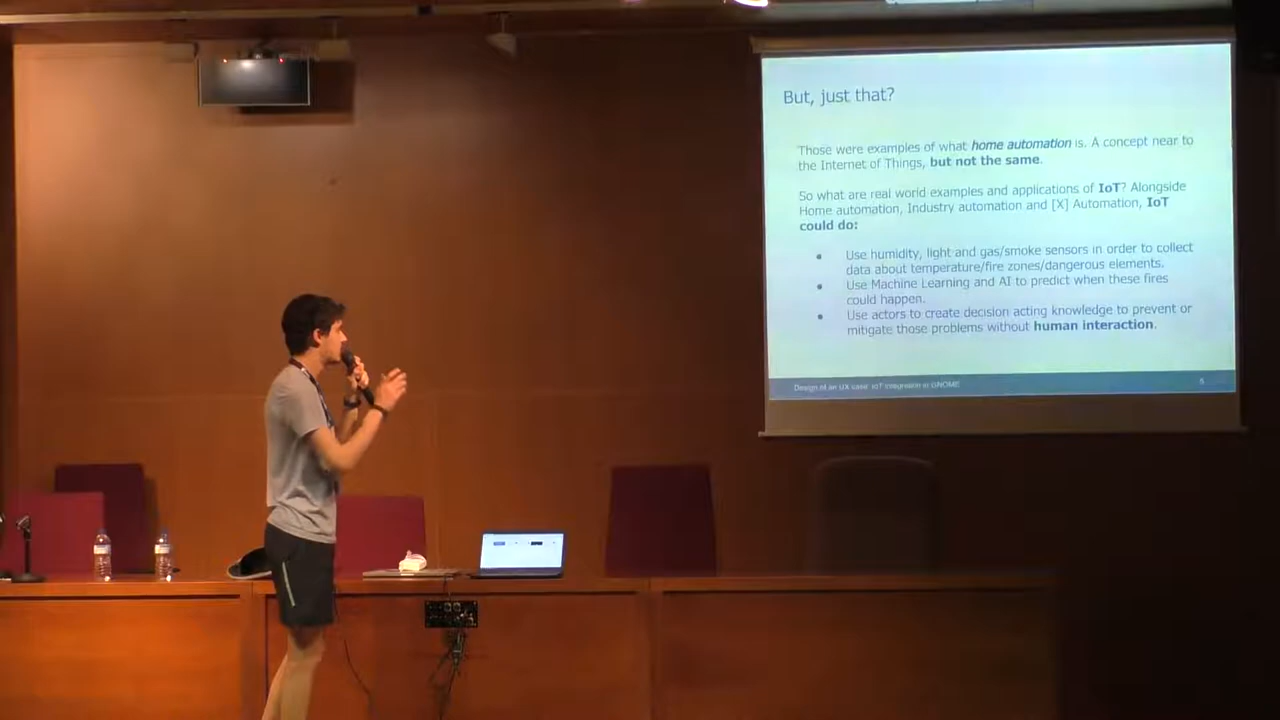 But, just that?
Those were examples of what home automation is. A concept near to
the Internet of Things, but not the same.
So what are real world examples and applications of IoT? Alongside
Home automation, Industry automation and [X] Automation, IoT
could do:
Use humidity, light and gas/smoke sensors in order to collect
data about temperature/fire zones/dangerous elements.
Use Machine Learning and AI to predict when these fires
could happen.
Use actors to create decision acting knowledge to prevent or
mitigate those problems without human interaction.
Design of an UX case: IoT integration in GNOME
5